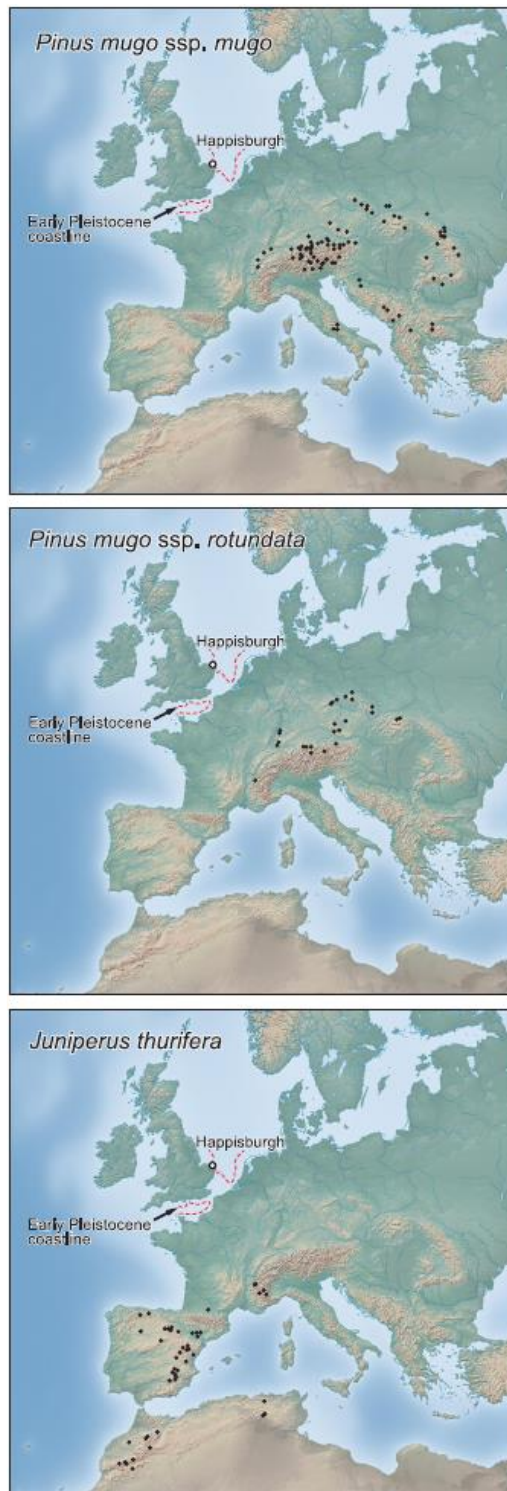 Pinus mugo ssp. mugo
Happisburgh
Early Pleistocene
coastline
Pinus mugo ssp. rotundata
Happisburgh
Early Pleistocene
coastline
Juniperus thurifera
Happisburgh
Early Pleistocene
coastline